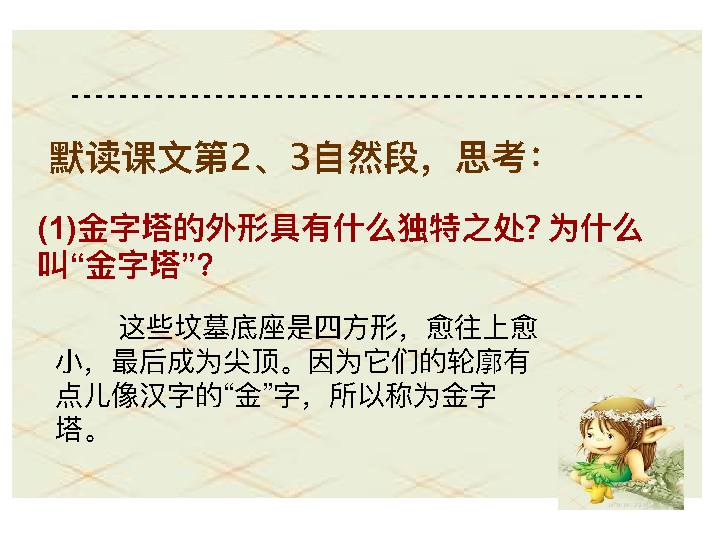 默读课文第2、3自然段，思考：
(1)金字塔的外形具有什么独特之处? 为什么
叫“金字塔”?
这些坟墓底座是四方形，愈往上愈
小，最后成为尖顶。因为它们的轮廓有
点儿像汉字的“金”字，所以称为金字
塔。